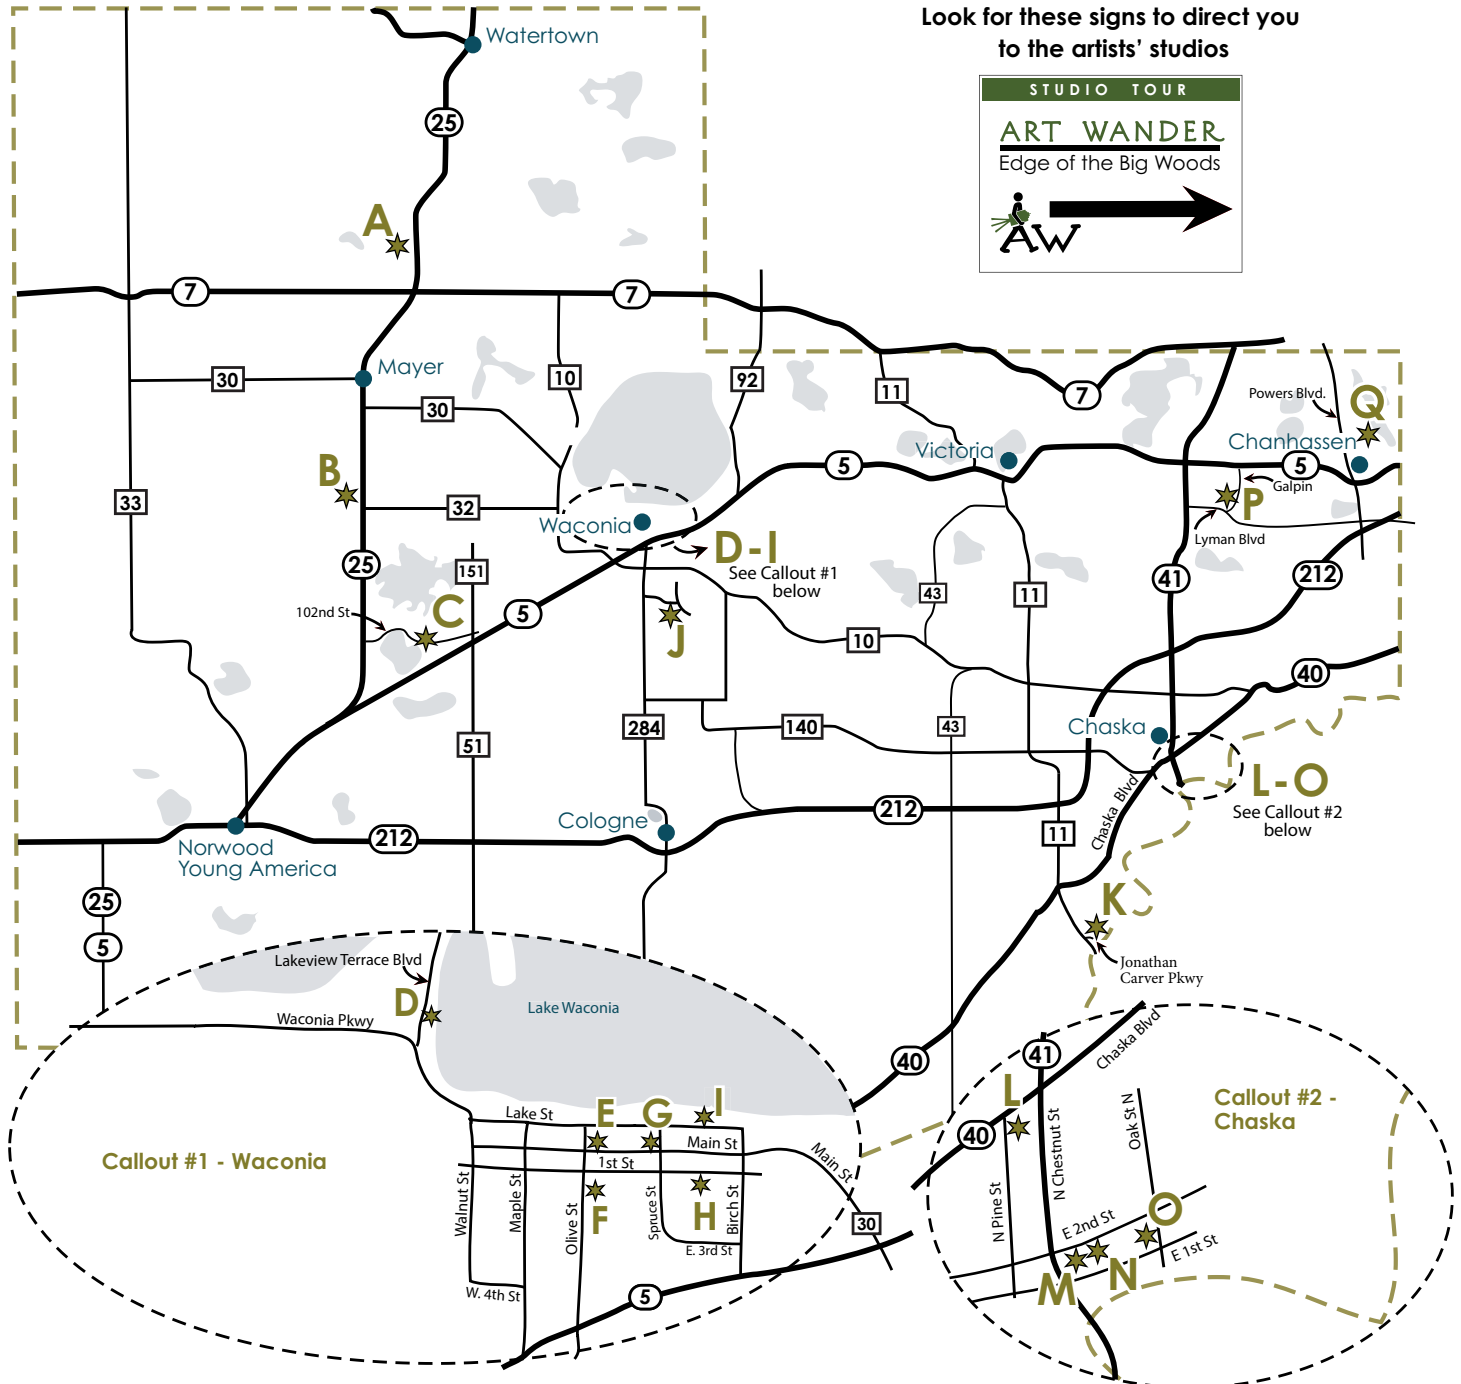 Look for these signs to direct you
to the artists' studios
STUDIO TOUR
ART WANDER
Edge of the Big Woods
AW
Watertown
25
A
7
7
Mayer
30
30
10
92
11
7
Powers Blvd.
Q
Chanhassen
5
Galpin
P
Lyman Blvd
Victoria
5
B
33
32
Waconia
D-I
See Callout #1
below
25
151
102nd St
C
5
J
43
11
41
212
10
40
284
140
43
51
Chaska
L-O
See Callout #2
below
Chaska Blvd
Cologne
212
11
Norwood
Young America
212
25
5
K
Jonathan
Carver Pkwy
Lakeview Terrace Blvd
D
Waconia Pkwy
Lake Waconia
40
Lake St
E
G
I
Main St
1st St
Main St
Callout #1 - Waconia
Walnut St
Maple St
Olive St
F
Spruce St
H
Birch St
E. 3rd St
W. 4th St
30
5
41
Chaska Blvd
L
40
N Chestnut St
Oak St N
Callout #2 -
Chaska
N Pine St
E 2nd St
O
E 1st St
M
N